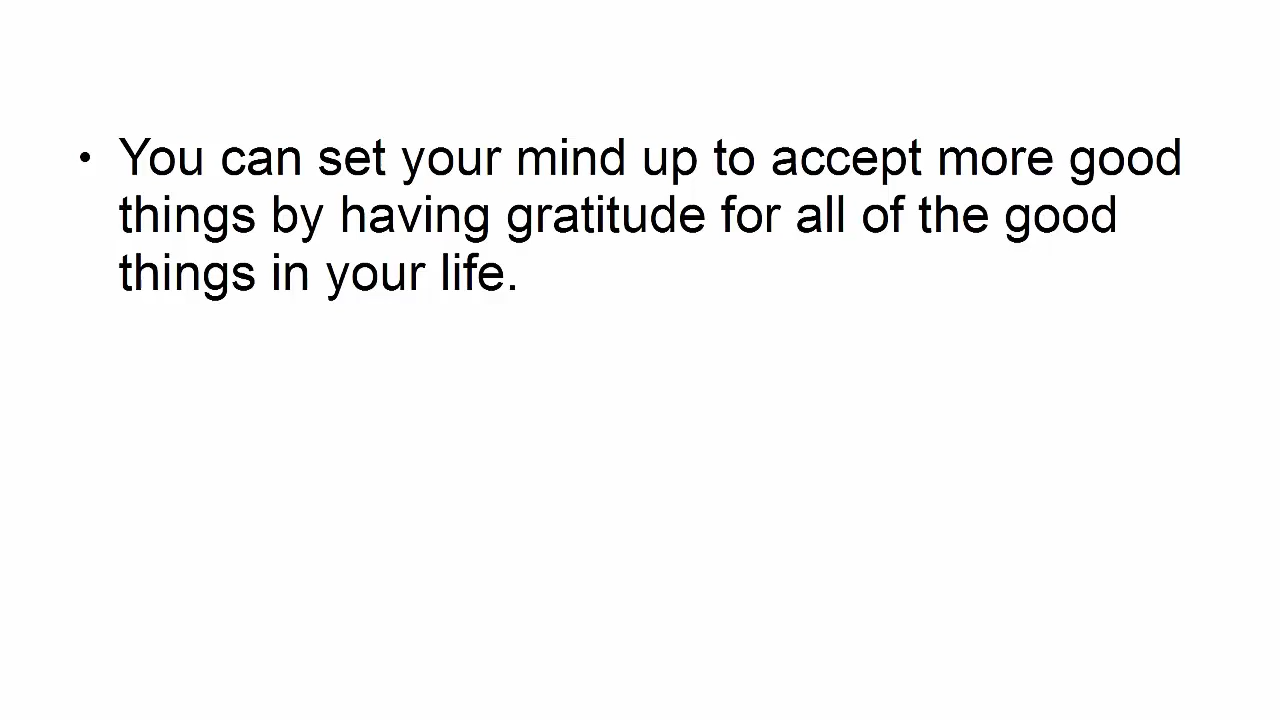 • You can set your mind up to accept more good
things by having gratitude for all of the good
things in your life.